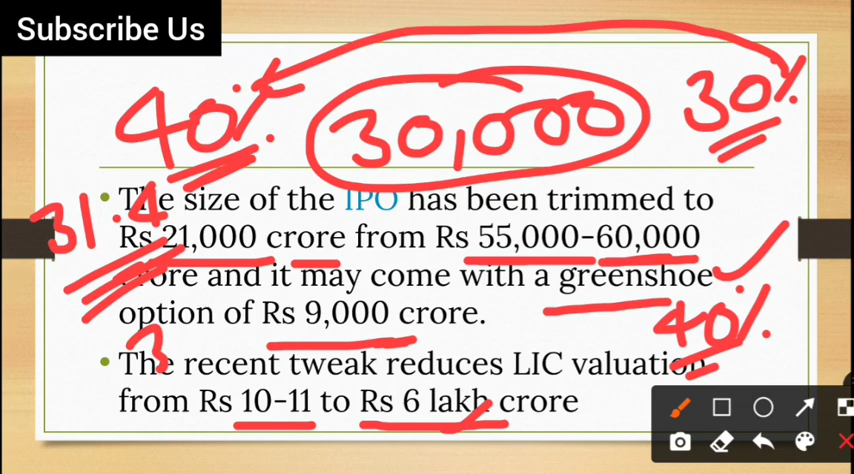 Subscribe Us
40%
30,000
30%
• The size of the IPO has been trimmed to
31.4
Rs 21,000 crore from Rs 55,000-60,000
crore and it may come with a greenshoe
option of Rs 9,000 crore.
40%
3
• The recent tweak reduces LIC valuation
from Rs 10-11 to Rs 6 lakh crore